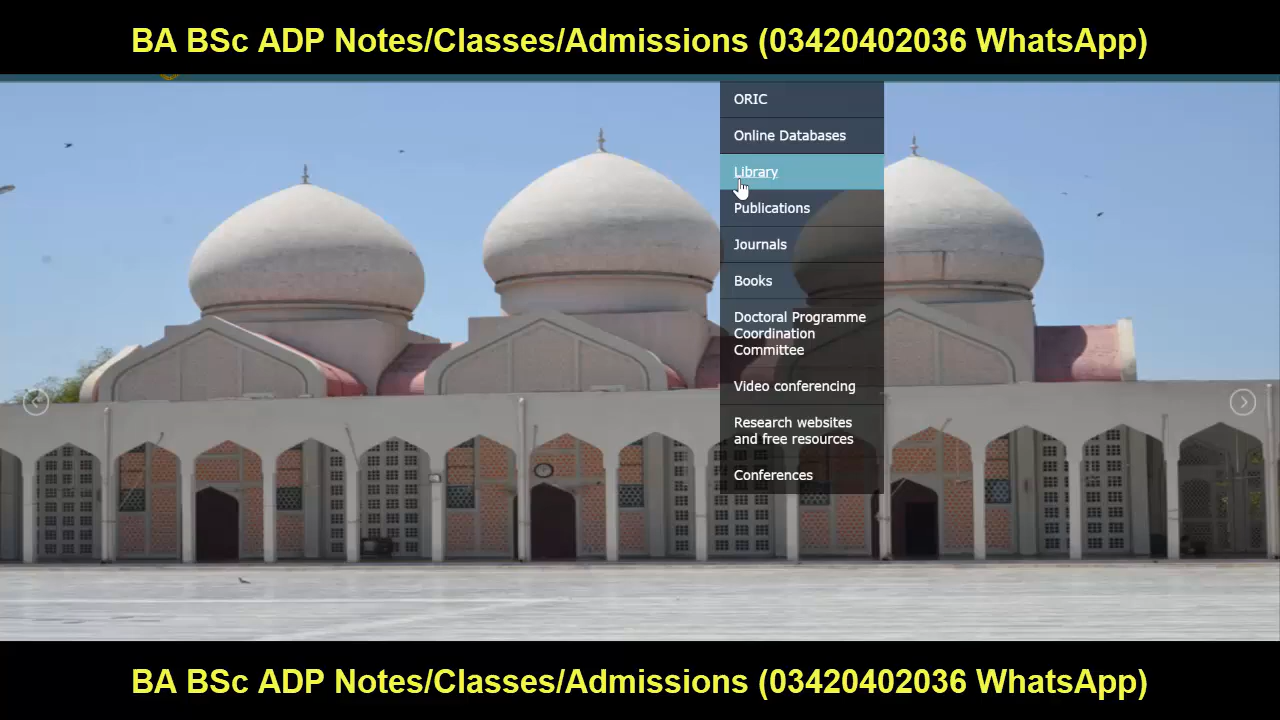 BA BSc ADP Notes/Classes/Admissions (03420402036 WhatsApp)
ORIC
Online Databases
Library
Publications
Journals
Books
Doctoral Programme
Coordination
Committee
Video conferencing
Research websites
and free resources
Conferences
BA BSc ADP Notes/Classes/Admissions (03420402036 WhatsApp)